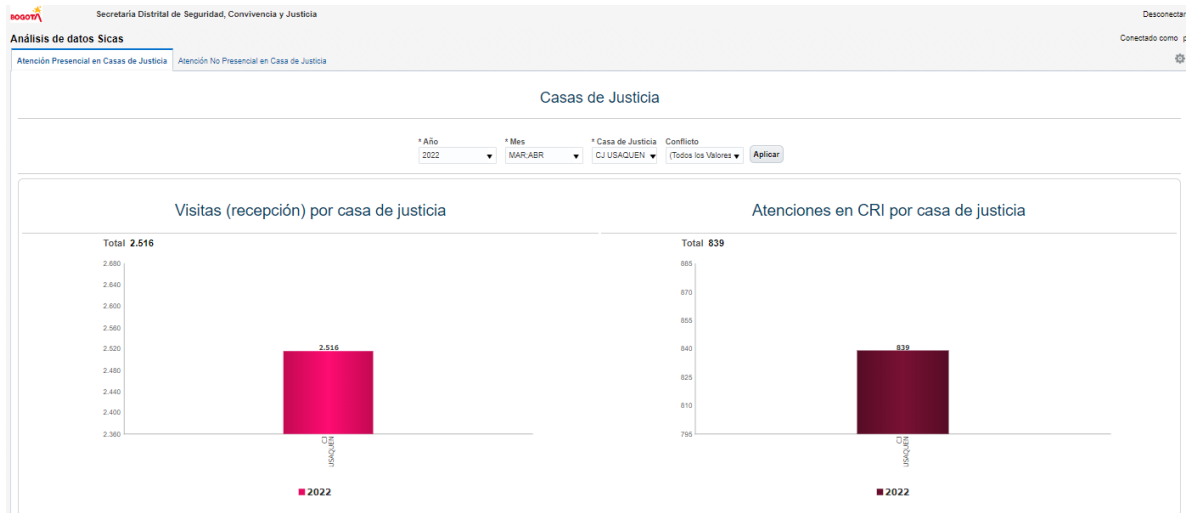 BOGOTÁ
Secretaría Distrital de Seguridad, Convivencia y Justicia
Desconectar
Análisis de datos Sicas
Conectado como p
Atención Presencial en Casas de Justicia
Atención No Presencial en Casa de Justicia
Casas de Justicia
* Año
* Mes
* Casa de Justicia
Conflicto
2022
MAR;ABR
CJ USAQUEN
(Todos los Valores
Aplicar
Visitas (recepción) por casa de justicia
Total 2.516
2.680
2.640
2.600
2.560
2.520
2.480
2.440
2.400
2.360
2.516
CJ
USAQUEN
2022
Atenciones en CRI por casa de justicia
Total 839
885
870
855
840
825
810
795
839
CJ
USAQUEN
2022